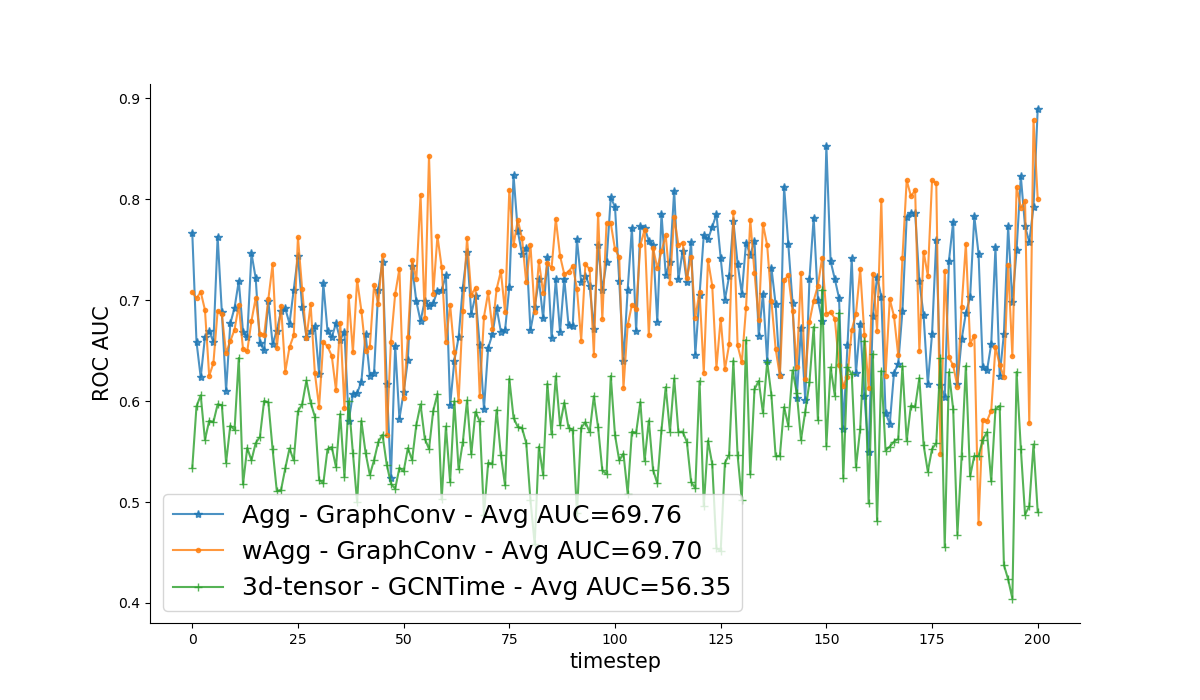 0.9
0.8
0.7
0.6
0.5
0.4
ROC AUC
Agg - GraphConv - Avg AUC=69.76
wAgg - GraphConv - Avg AUC=69.70
3d-tensor - GCNTime - Avg AUC=56.35
0 25 50 75 100 125 150 175 200
timestep